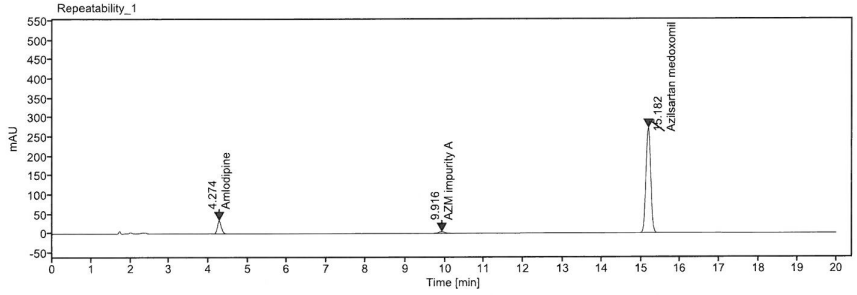 Repeatability_1
550
500
450
400
350
300
250
200
150
100
50
0
-50
mAU
4.274
Amlodipine
9.916
AZM impurity A
15.182
Azilsartan medoxomil
0 1 2 3 4 5 6 7 8 9 10 11 12 13 14 15 16 17 18 19 20
Time [min]